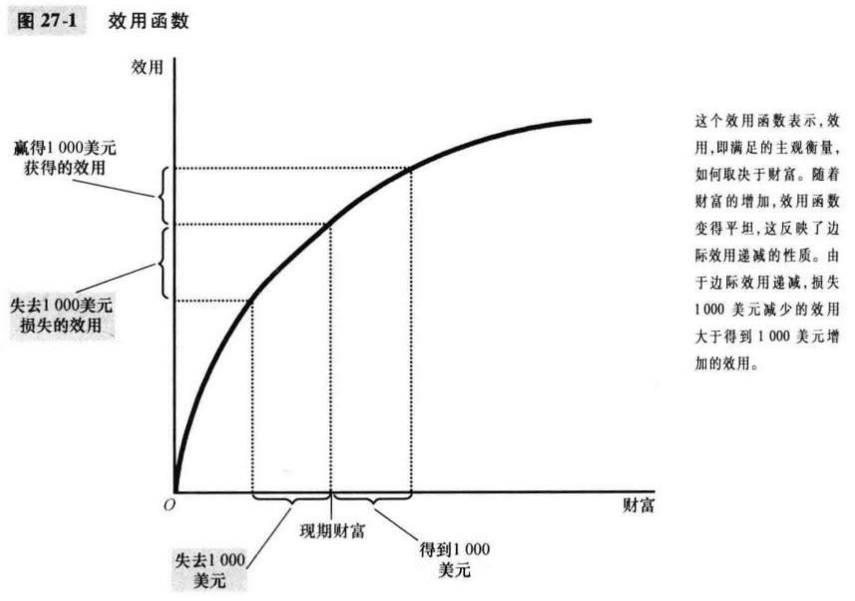 图 27-1 效用函数
效用
赢得1 000美元
获得的效用
失去1 000美元
损失的效用
O
财富
现期财富
失去1 000
美元
得到1 000
美元
这个效用函数表示,效
用,即满足的主观衡量,
如何取决于财富。随着
财富的增加,效用函数
变得平坦,这反映了边
际效用递减的性质。由
于边际效用递减,损失
1 000 美元减少的效用
大于得到 1 000 美元增
加的效用。